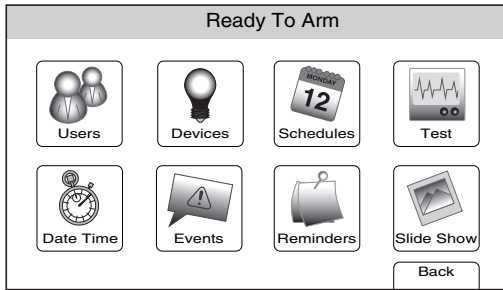 Ready To Arm
MONDAY
12
Users
Devices
Schedules
Test
Date Time
Events
Reminders
Slide Show
Back